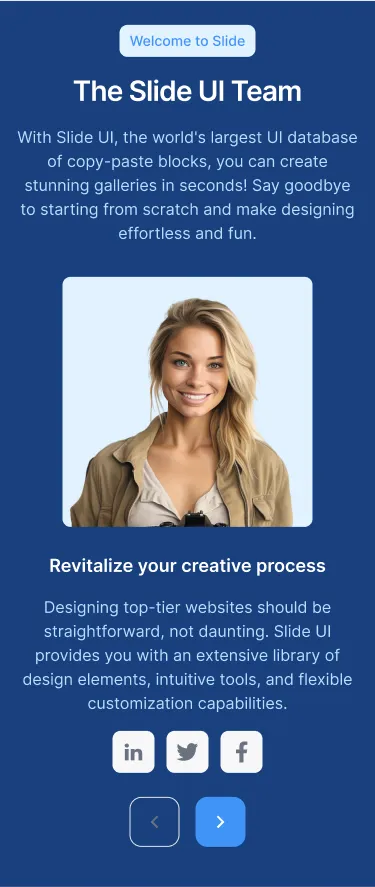 Welcome to Slide
The Slide UI Team
With Slide UI, the world's largest UI database
of copy-paste blocks, you can create
stunning galleries in seconds! Say goodbye
to starting from scratch and make designing
effortless and fun.
Revitalize your creative process
Designing top-tier websites should be
straightforward, not daunting. Slide UI
provides you with an extensive library of
design elements, intuitive tools, and flexible
customization capabilities.